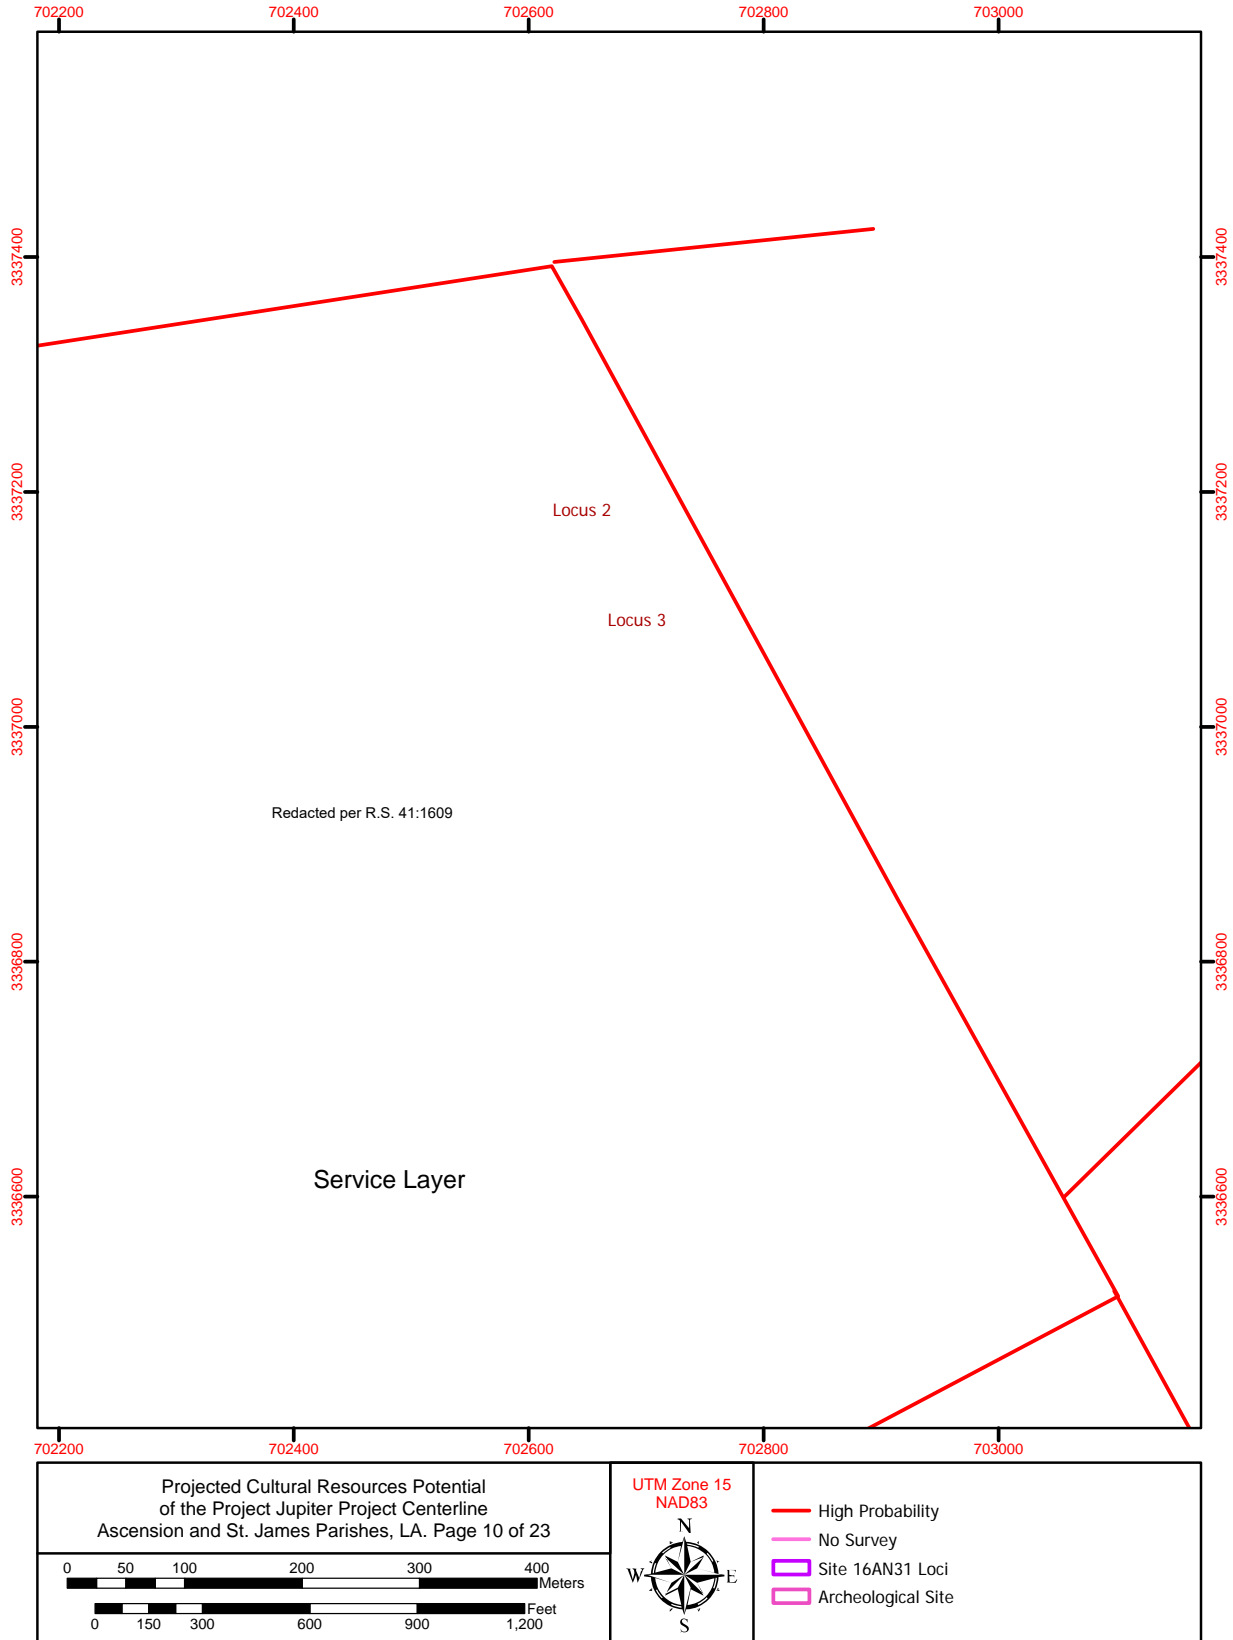 702200 702400 702600 702800 703000
3337400 3337400
3337200 3337200
Locus 2
Locus 3
3337000 3337000
Redacted per R.S. 41:1609
3336800 3336800
Service Layer
3336600 3336600
702200 702400 702600 702800 703000
Projected Cultural Resources Potential
of the Project Jupiter Project Centerline
Ascension and St. James Parishes, LA. Page 10 of 23
0 50 100 200 300 400
Meters
Feet
0 150 300 600 900 1,200
UTM Zone 15
NAD83
N
W E
S
High Probability
No Survey
Site 16AN31 Loci
Archeological Site